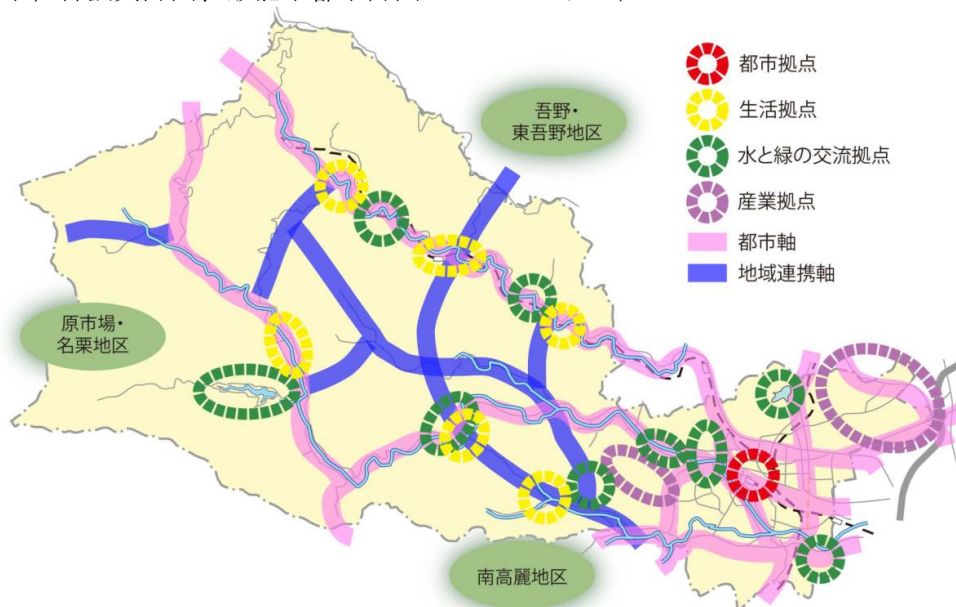 都市拠点
生活拠点
水と緑の交流拠点
産業拠点
都市軸
地域連携軸
吾野・
東吾野地区
原市場・
名栗地区
南高麗地区